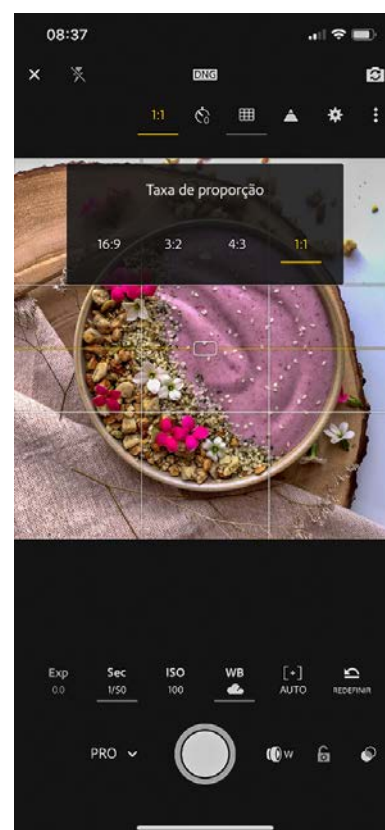 08:37
DNG
1:1
Taxa de proporção
16:9 3:2 4:3 1:1
Exp Sec ISO WB [+] REDEFINIR
0.0 1/50 100 AUTO
PRO W